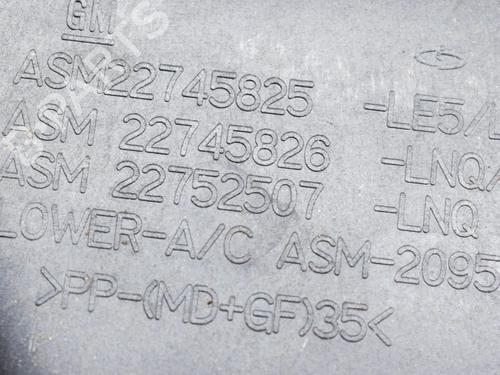 GM
ASM22745825 -LE5/
ASM 22745826 -LNQ/
ASM 22752507 -LNQ
LOWER-A/C ASM-2095
>PP-(MD+GF)35<